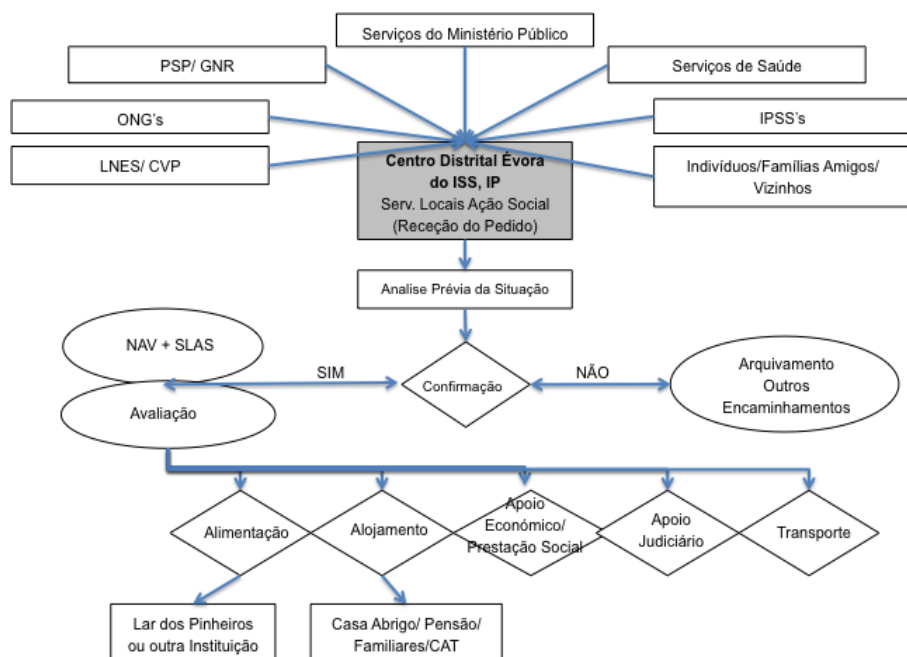 Serviços do Ministério Público
PSP/ GNR
Serviços de Saúde
ONG's
IPSS's
LNES/ CVP
Centro Distrital Évora
do ISS, IP
Serv. Locais Ação Social
(Receção do Pedido)
Indivíduos/Famílias Amigos/
Vizinhos
Analise Prévia da Situação
NAV + SLAS
SIM
Confirmação
NÃO
Arquivamento
Outros
Encaminhamentos
Avaliação
Alimentação
Alojamento
Apoio
Económico/
Prestação Social
Apoio
Judiciário
Transporte
Lar dos Pinheiros
ou outra Instituição
Casa Abrigo/ Pensão/
Familiares/CAT